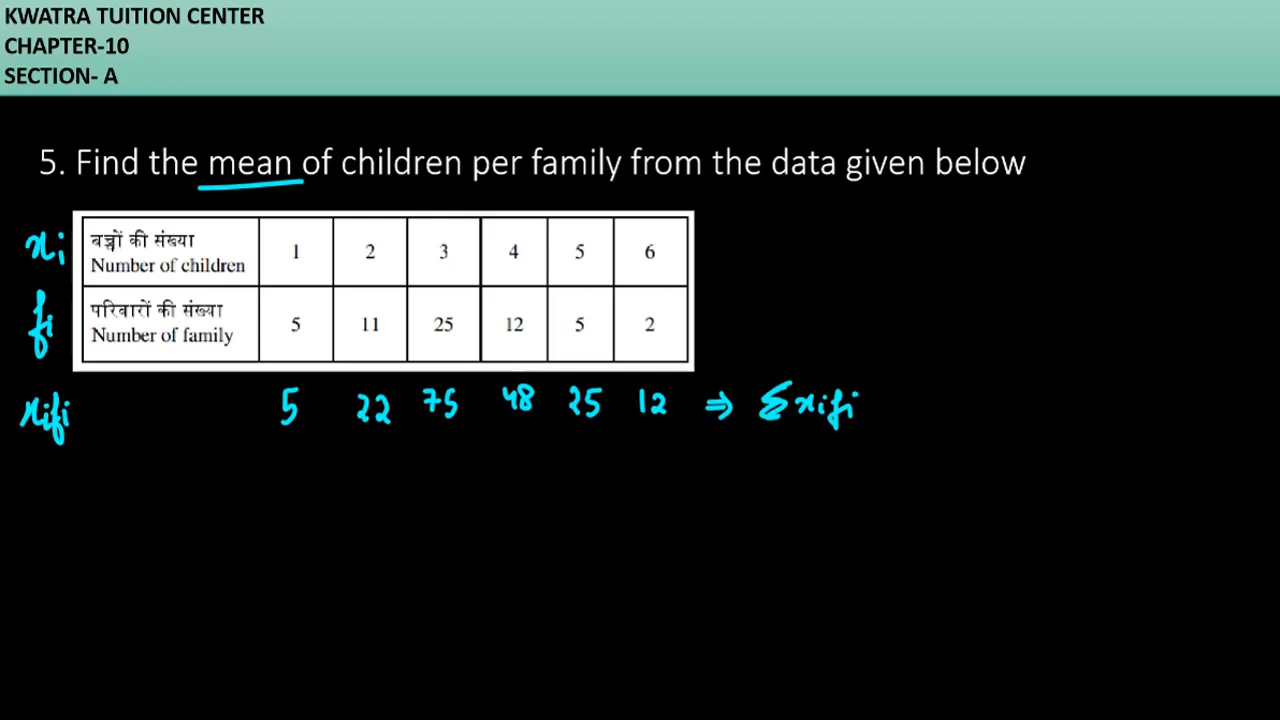 KWATRA TUITION CENTER
CHAPTER-10
SECTION- A
5. Find the mean of children per family from the data given below
xi बच्चों की संख्या
Number of children 1 2 3 4 5 6
fi परिवारों की संख्या
Number of family 5 11 25 12 5 2
xifi 5 22 75 48 25 12 ⇒ Σxifi